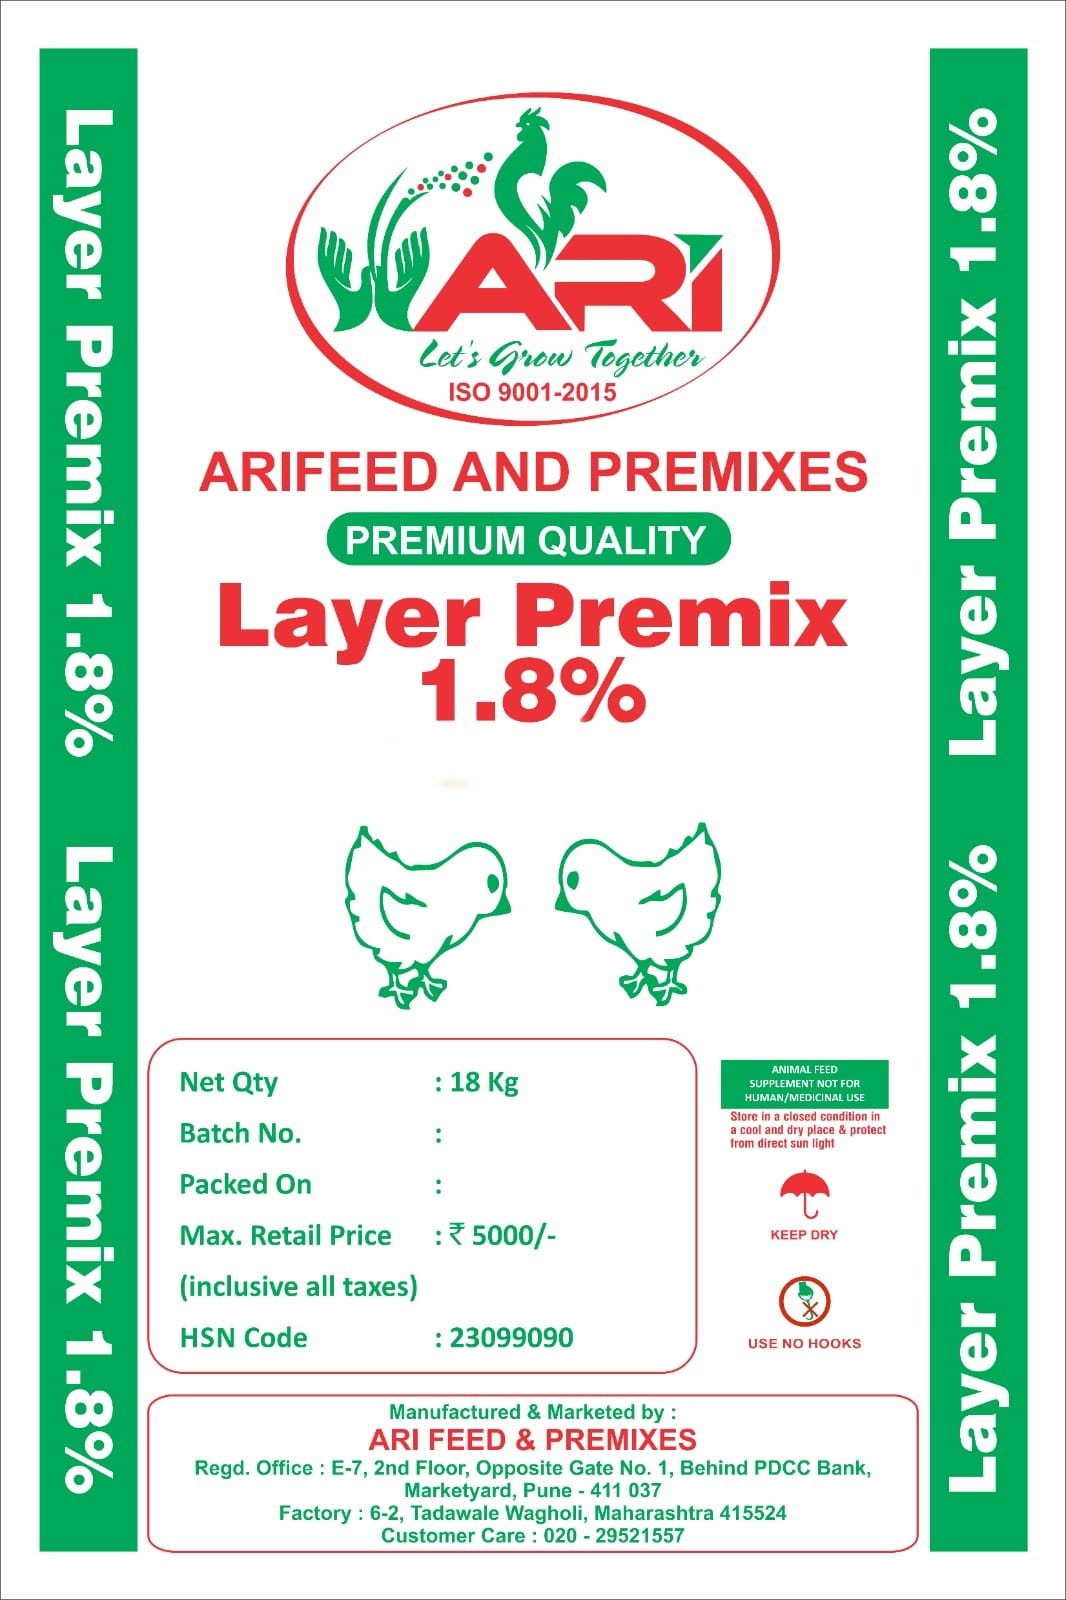 Layer Premix 1.8%
Layer Premix 1.8%
ARi
Let's Grow Together
ISO 9001-2015
ARIFEED AND PREMIXES
PREMIUM QUALITY
Layer Premix
1.8%
Net Qty : 18 Kg
Batch No. :
Packed On :
Max. Retail Price : ₹ 5000/-
(inclusive all taxes)
HSN Code : 23099090
ANIMAL FEED
SUPPLEMENT NOT FOR
HUMAN/MEDICINAL USE
Store in a closed condition in
a cool and dry place & protect
from direct sun light
KEEP DRY
USE NO HOOKS
Manufactured & Marketed by :
ARI FEED & PREMIXES
Regd. Office : E-7, 2nd Floor, Opposite Gate No. 1, Behind PDCC Bank,
Marketyard, Pune - 411 037
Factory : 6-2, Tadawale Wagholi, Maharashtra 415524
Customer Care : 020 - 29521557
Layer Premix 1.8%
Layer Premix 1.8%